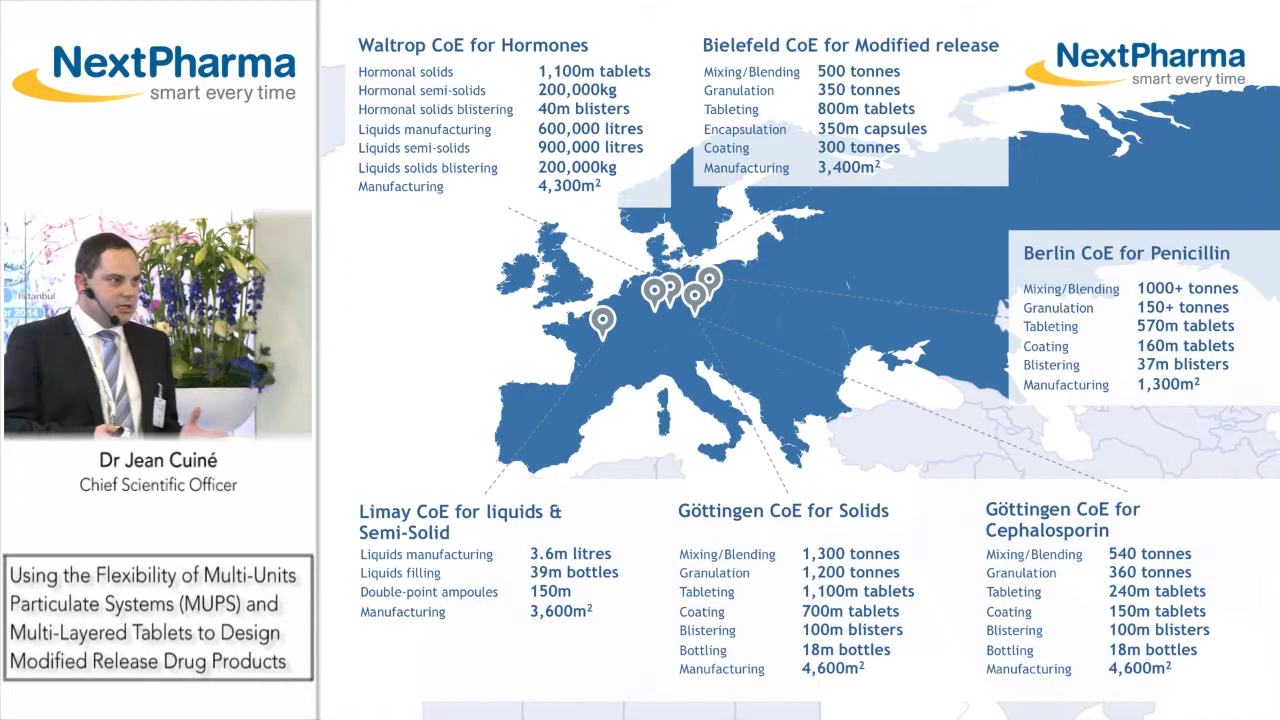 NextPharma
smart every time
Istanbul
or 2014
Dr Jean Cuiné
Chief Scientific Officer
Using the Flexibility of Multi-Units
Particulate Systems (MUPS) and
Multi-Layered Tablets to Design
Modified Release Drug Products
Waltrop CoE for Hormones
Hormonal solids 1,100m tablets
Hormonal semi-solids 200,000kg
Hormonal solids blistering 40m blisters
Liquids manufacturing 600,000 litres
Liquids semi-solids 900,000 litres
Liquids solids blistering 200,000kg
Manufacturing 4,300m²
Bielefeld CoE for Modified release
Mixing/Blending 500 tonnes
Granulation 350 tonnes
Tableting 800m tablets
Encapsulation 350m capsules
Coating 300 tonnes
Manufacturing 3,400m²
NextPharma
smart every time
Berlin CoE for Penicillin
Mixing/Blending 1000+ tonnes
Granulation 150+ tonnes
Tableting 570m tablets
Coating 160m tablets
Blistering 37m blisters
Manufacturing 1,300m²
Limay CoE for liquids &
Semi-Solid
Liquids manufacturing 3.6m litres
Liquids filling 39m bottles
Double-point ampoules 150m
Manufacturing 3,600m²
Göttingen CoE for Solids
Mixing/Blending 1,300 tonnes
Granulation 1,200 tonnes
Tableting 1,100m tablets
Coating 700m tablets
Blistering 100m blisters
Bottling 18m bottles
Manufacturing 4,600m²
Göttingen CoE for
Cephalosporin
Mixing/Blending 540 tonnes
Granulation 360 tonnes
Tableting 240m tablets
Coating 150m tablets
Blistering 100m blisters
Bottling 18m bottles
Manufacturing 4,600m²